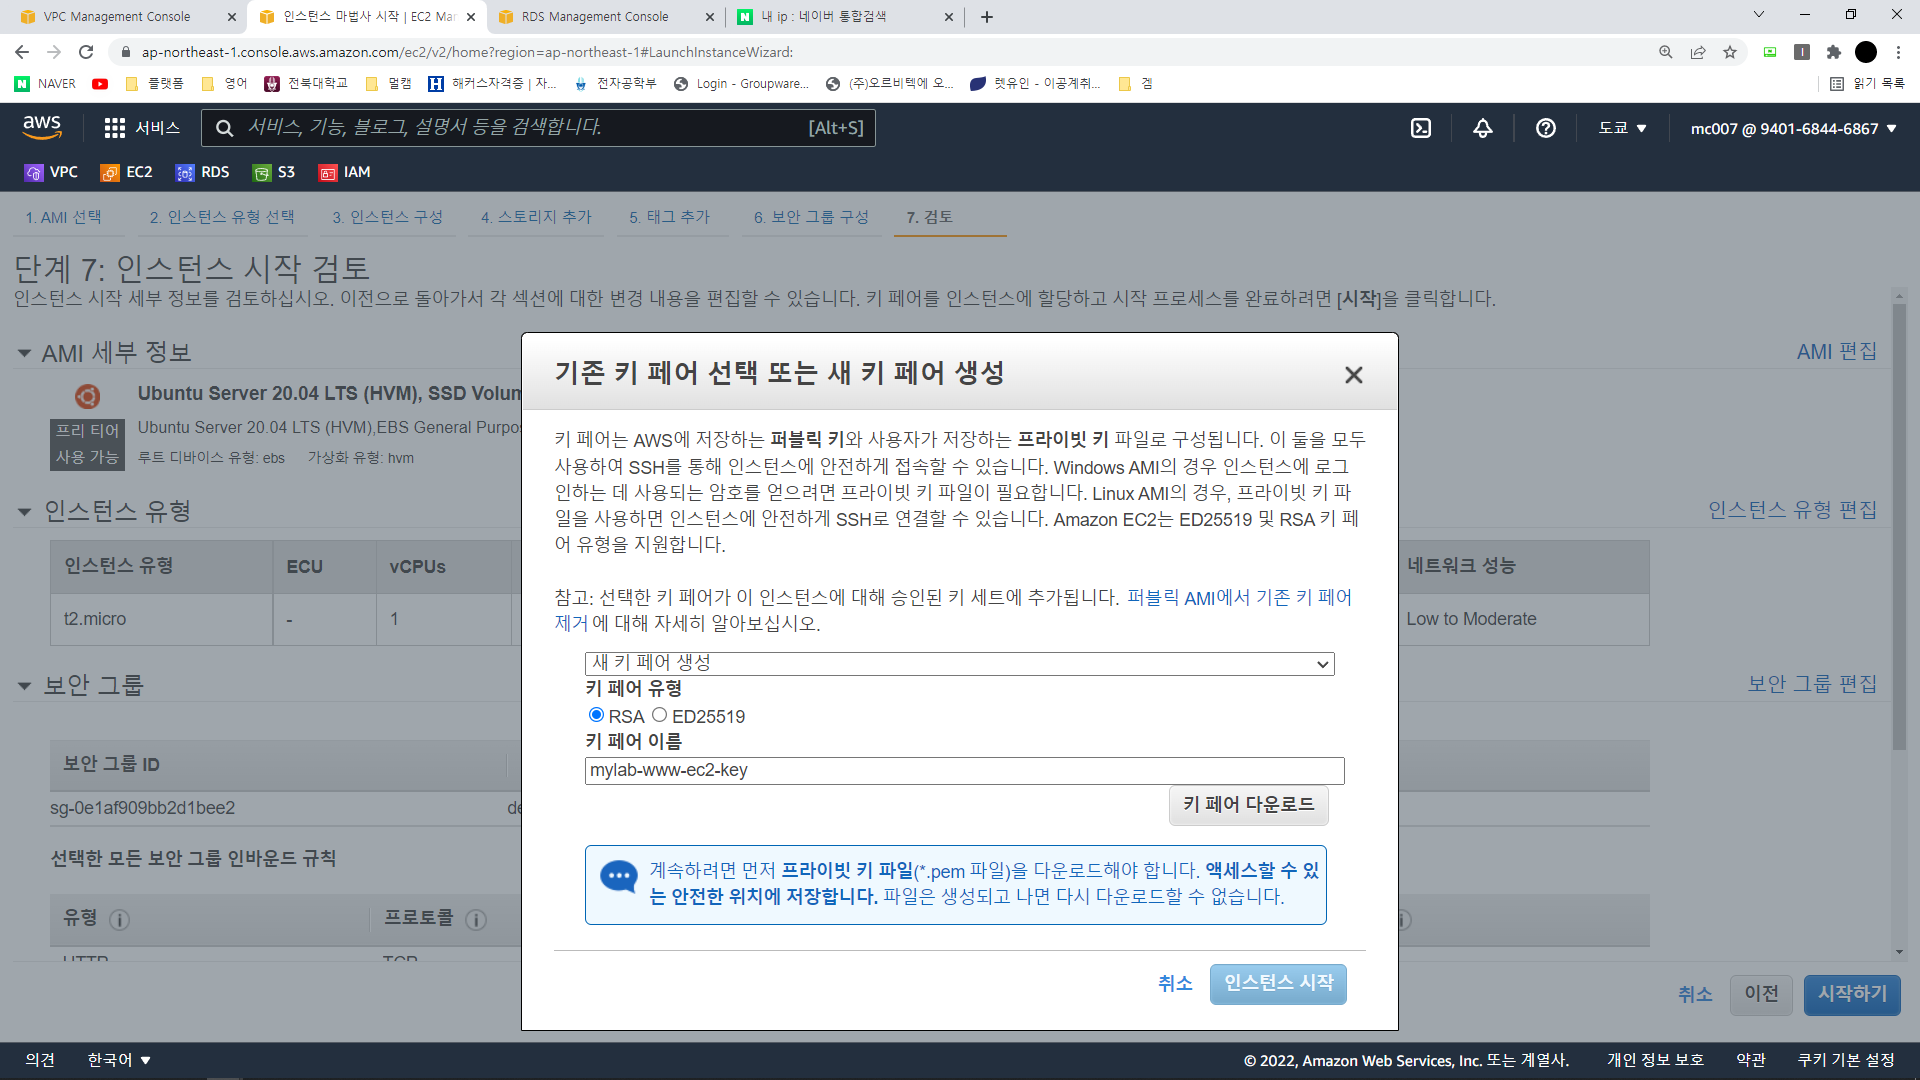 VPC Management Console
인스턴스 마법사 시작 | EC2 Mar
RDS Management Console
내 ip : 네이버 통합검색
ap-northeast-1.console.aws.amazon.com/ec2/v2/home?region=ap-northeast-1#LaunchInstanceWizard:
NAVER
플랫폼
영어
전북대학교
멀캠
해커스자격증 | 자...
전자공학부
Login - Groupware...
(주)오르비텍에 오...
렛유인 - 이공계취...
겜
읽기 목록
aws
서비스
서비스, 기능, 블로그, 설명서 등을 검색합니다.
[Alt+S]
도쿄
mc007 @ 9401-6844-6867
VPC
EC2
RDS
S3
IAM
1. AMI 선택
2. 인스턴스 유형 선택
3. 인스턴스 구성
4. 스토리지 추가
5. 태그 추가
6. 보안 그룹 구성
7. 검토
단계 7: 인스턴스 시작 검토
인스턴스 시작 세부 정보를 검토하십시오. 이전으로 돌아가서 각 섹션에 대한 변경 내용을 편집할 수 있습니다. 키 페어를 인스턴스에 할당하고 시작 프로세스를 완료하려면 [시작]을 클릭합니다.
AMI 세부 정보
AMI 편집
Ubuntu Server 20.04 LTS (HVM), SSD Volum
프리 티어
사용 가능
Ubuntu Server 20.04 LTS (HVM),EBS General Purpo
루트 디바이스 유형: ebs
가상화 유형: hvm
인스턴스 유형
인스턴스 유형 편집
인스턴스 유형
ECU
vCPUs
네트워크 성능
t2.micro
-
1
Low to Moderate
보안 그룹
보안 그룹 편집
보안 그룹 ID
sg-0e1af909bb2d1bee2
de
선택한 모든 보안 그룹 인바운드 규칙
유형
프로토콜
HTTP
TCP
기존 키 페어 선택 또는 새 키 페어 생성
키 페어는 AWS에 저장하는 퍼블릭 키와 사용자가 저장하는 프라이빗 키 파일로 구성됩니다. 이 둘을 모두
사용하여 SSH를 통해 인스턴스에 안전하게 접속할 수 있습니다. Windows AMI의 경우 인스턴스에 로그
인하는 데 사용되는 암호를 얻으려면 프라이빗 키 파일이 필요합니다. Linux AMI의 경우, 프라이빗 키 파
일을 사용하면 인스턴스에 안전하게 SSH로 연결할 수 있습니다. Amazon EC2는 ED25519 및 RSA 키 페
어 유형을 지원합니다.
참고: 선택한 키 페어가 이 인스턴스에 대해 승인된 키 세트에 추가됩니다. 퍼블릭 AMI에서 기존 키 페어
제거 에 대해 자세히 알아보십시오.
새 키 페어 생성
키 페어 유형
RSA
ED25519
키 페어 이름
mylab-www-ec2-key
키 페어 다운로드
계속하려면 먼저 프라이빗 키 파일(*.pem 파일)을 다운로드해야 합니다. 액세스할 수 있
는 안전한 위치에 저장합니다. 파일은 생성되고 나면 다시 다운로드할 수 없습니다.
취소
인스턴스 시작
취소
이전
시작하기
의견
한국어
© 2022, Amazon Web Services, Inc. 또는 계열사.
개인 정보 보호
약관
쿠키 기본 설정